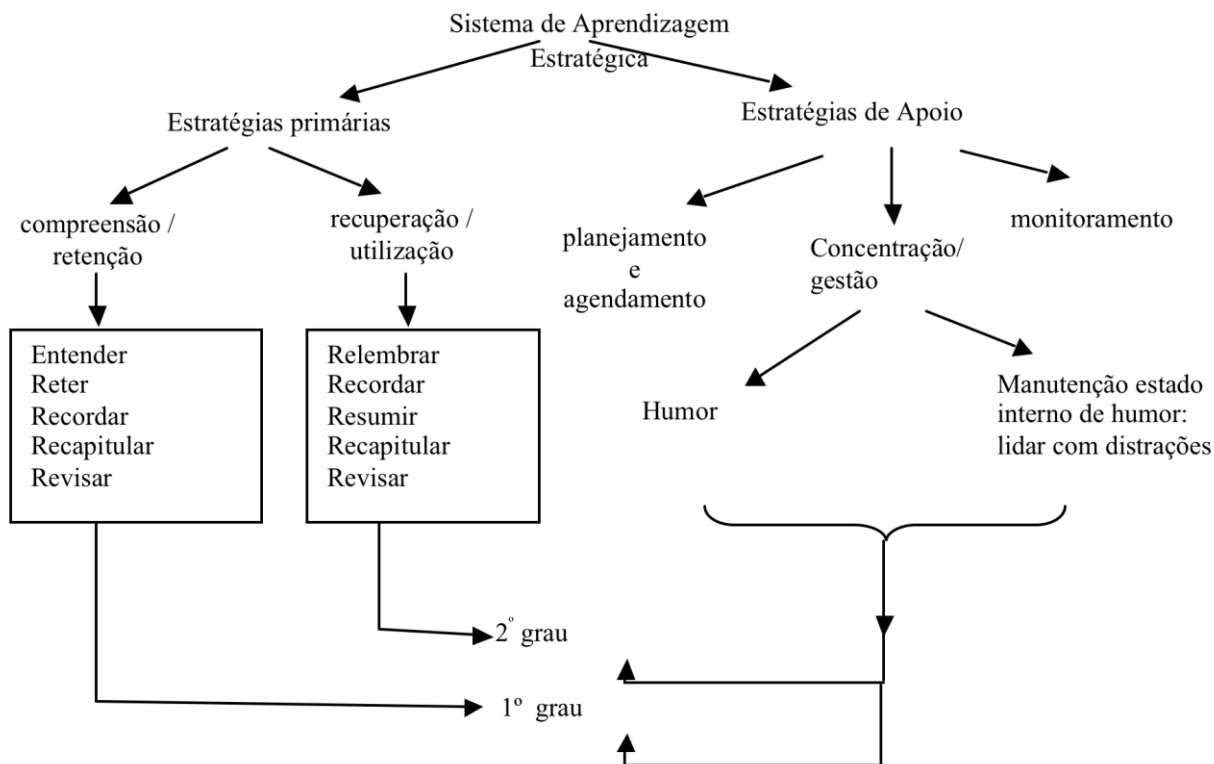 Sistema de Aprendizagem
Estratégica
Estratégias primárias
Estratégias de Apoio
compreensão /
retenção
recuperação /
utilização
planejamento
e
agendamento
Concentração/
gestão
monitoramento
Entender
Reter
Recordar
Recapitular
Revisar
Relembrar
Recordar
Resumir
Recapitular
Revisar
Humor
Manutenção estado
interno de humor:
lidar com distrações
2º grau
1º grau